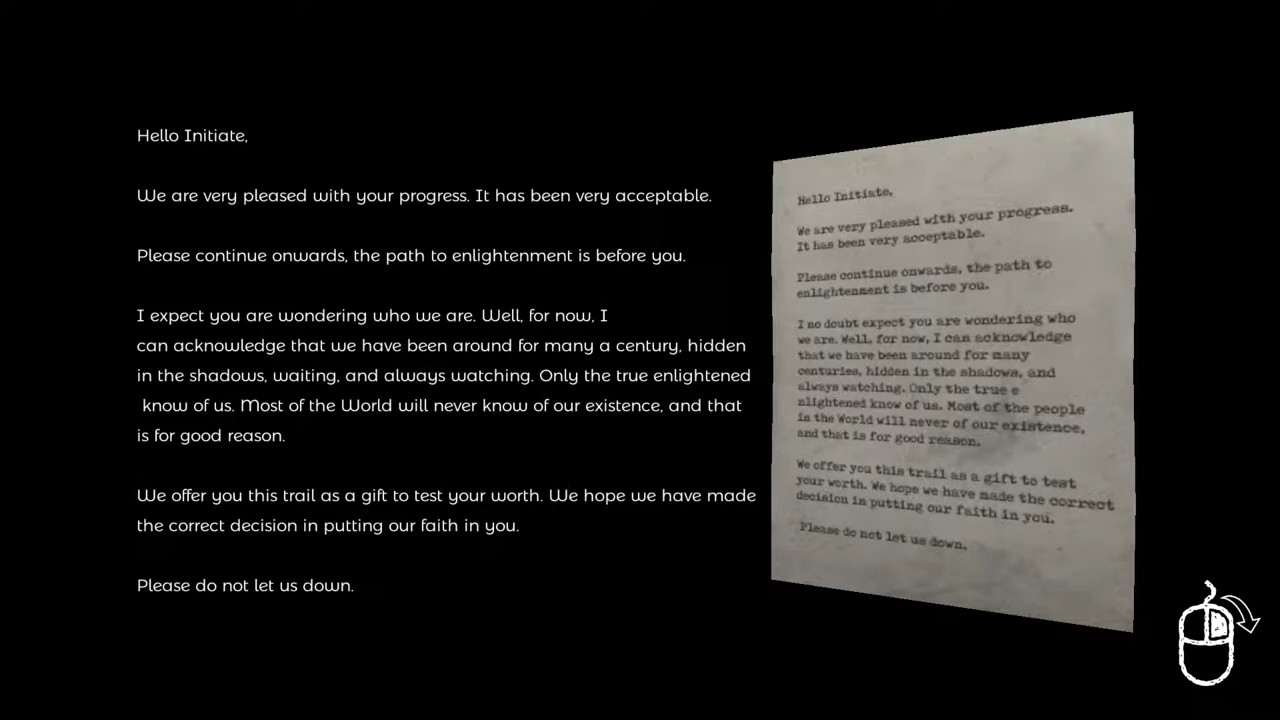 Hello Initiate,
We are very pleased with your progress. It has been very acceptable.
Please continue onwards, the path to enlightenment is before you.
I expect you are wondering who we are. Well, for now, I
can acknowledge that we have been around for many a century, hidden
in the shadows, waiting, and always watching. Only the true enlightened
know of us. Most of the World will never know of our existence, and that
is for good reason.
We offer you this trail as a gift to test your worth. We hope we have made
the correct decision in putting our faith in you.
Please do not let us down.
Hello Initiate,
We are very pleased with your progress.
It has been very acceptable.
Please continue onwards, the path to
enlightenment is before you.
I no doubt expect you are wondering who
we are. Well, for now, I can acknowledge
that we have been around for many
centuries, hidden in the shadows, and
always watching. Only the true e
nlightened know of us. Most of the people
in the World will never of our existence,
and that is for good reason.
We offer you this trail as a gift to test
your worth. We hope we have made the correct
decision in putting our faith in you.
Please do not let us down.